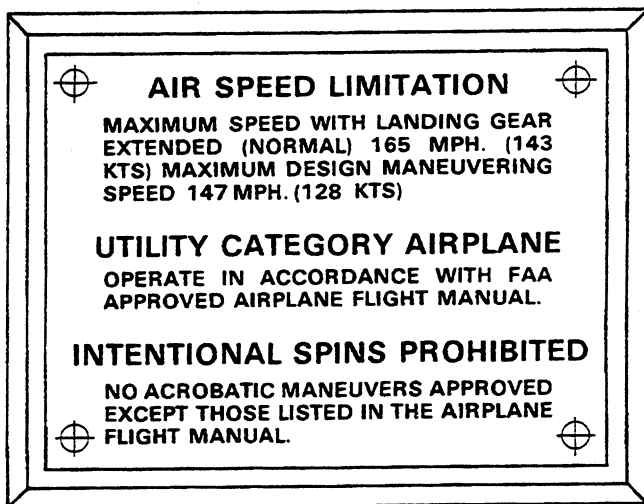 AIR SPEED LIMITATION
MAXIMUM SPEED WITH LANDING GEAR
EXTENDED (NORMAL) 165 MPH. (143
KTS) MAXIMUM DESIGN MANEUVERING
SPEED 147 MPH. (128 KTS)
UTILITY CATEGORY AIRPLANE
OPERATE IN ACCORDANCE WITH FAA
APPROVED AIRPLANE FLIGHT MANUAL.
INTENTIONAL SPINS PROHIBITED
NO ACROBATIC MANEUVERS APPROVED
EXCEPT THOSE LISTED IN THE AIRPLANE
FLIGHT MANUAL.